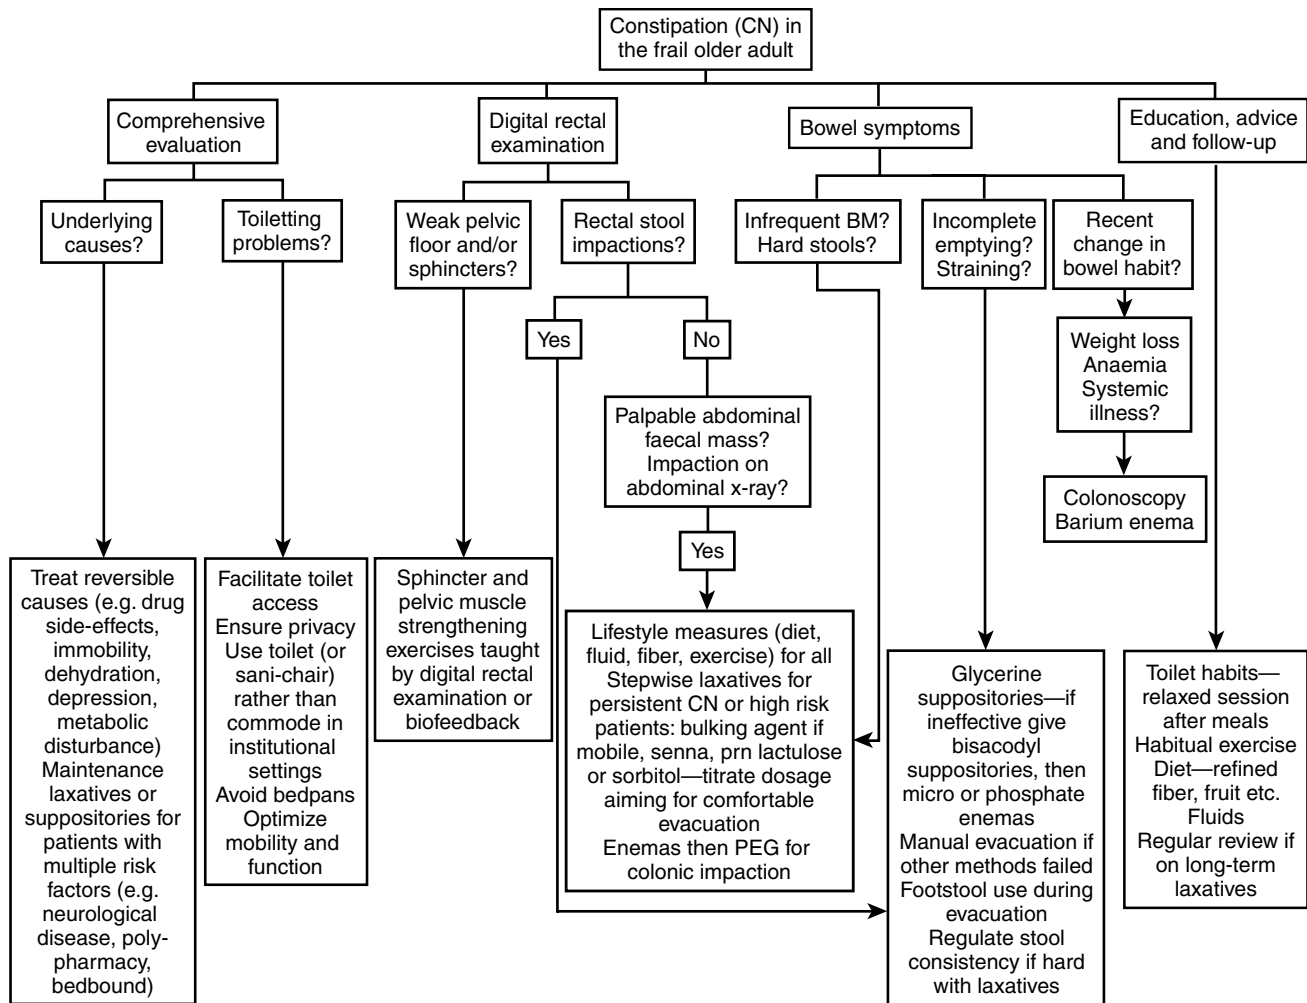 Constipation (CN) in
the frail older adult
Comprehensive
evaluation
Digital rectal
examination
Bowel symptoms
Education, advice
and follow-up
Underlying
causes?
Toiletting
problems?
Weak pelvic
floor and/or
sphincters?
Rectal stool
impactions?
Infrequent BM?
Hard stools?
Incomplete
emptying?
Straining?
Recent
change in
bowel habit?
Yes
No
Weight loss
Anaemia
Systemic
illness?
Palpable abdominal
faecal mass?
Impaction on
abdominal x-ray?
Colonoscopy
Barium enema
Yes
Treat reversible
causes (e.g. drug
side-effects,
immobility,
dehydration,
depression,
metabolic
disturbance)
Maintenance
laxatives or
suppositories for
patients with
multiple risk
factors (e.g.
neurological
disease, poly-
pharmacy,
bedbound)
Facilitate toilet
access
Ensure privacy
Use toilet (or
sani-chair)
rather than
commode in
institutional
settings
Avoid bedpans
Optimize
mobility and
function
Sphincter and
pelvic muscle
strengthening
exercises taught
by digital rectal
examination or
biofeedback
Lifestyle measures (diet,
fluid, fiber, exercise) for all
Stepwise laxatives for
persistent CN or high risk
patients: bulking agent if
mobile, senna, prn lactulose
or sorbitol—titrate dosage
aiming for comfortable
evacuation
Enemas then PEG for
colonic impaction
Glycerine
suppositories—if
ineffective give
bisacodyl
suppositories, then
micro or phosphate
enemas
Manual evacuation if
other methods failed
Footstool use during
evacuation
Regulate stool
consistency if hard
with laxatives
Toilet habits—
relaxed session
after meals
Habitual exercise
Diet—refined
fiber, fruit etc.
Fluids
Regular review if
on long-term
laxatives